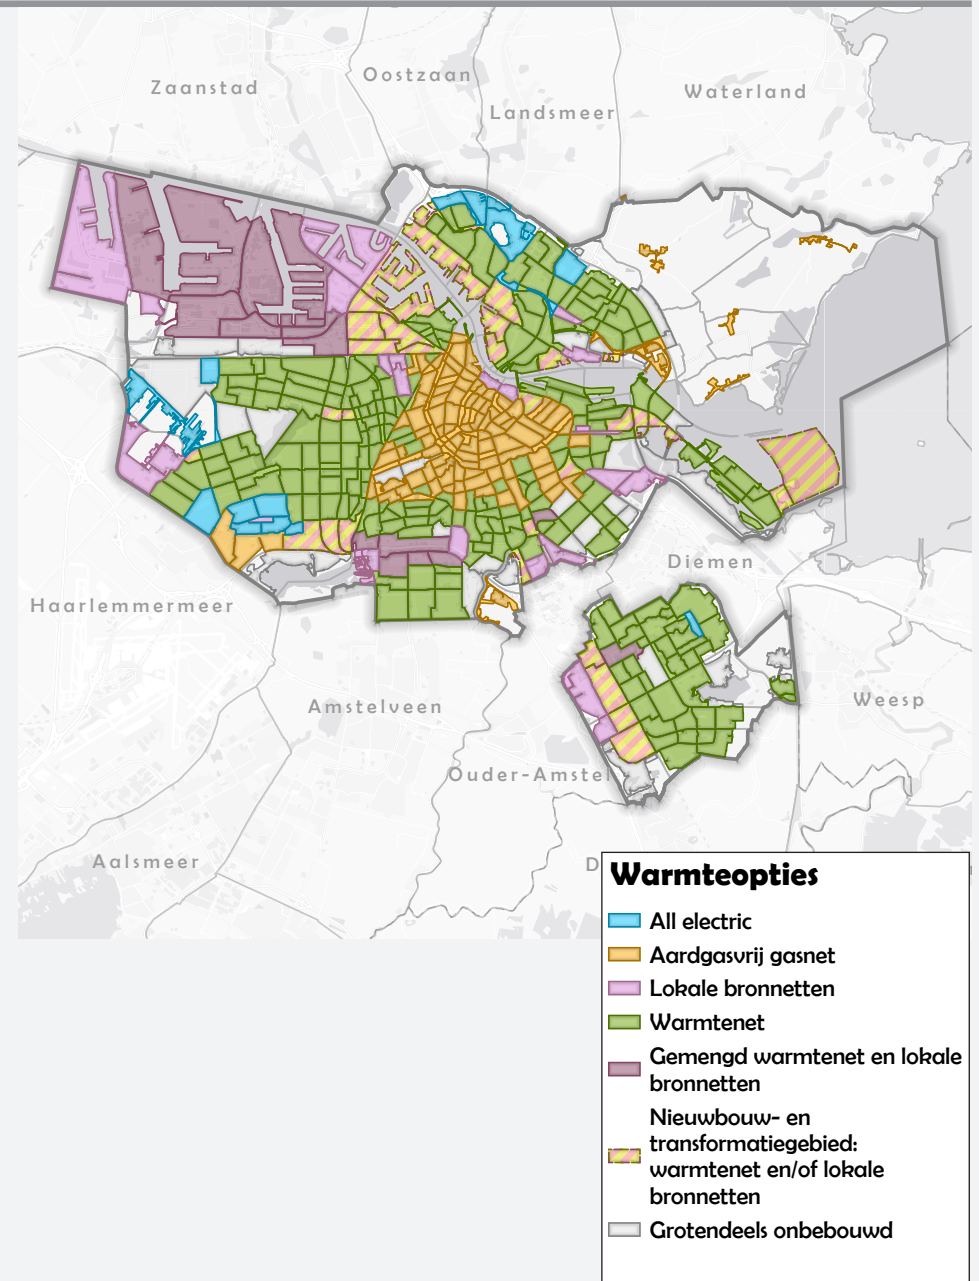 Oostzaan
Zaanstad
Waterland
Landsmeer
Diemen
Haarlemmermeer
Weesp
Amstelveen
Ouder-Amstel
Aalsmeer
D
Warmteopties
All electric
Aardgasvrij gasnet
Lokale bronnetten
Warmtenet
Gemengd warmtenet en lokale
bronnetten
Nieuwbouw- en
transformatiegebied:
warmtenet en/of lokale
bronnetten
Grotendeels onbebouwd